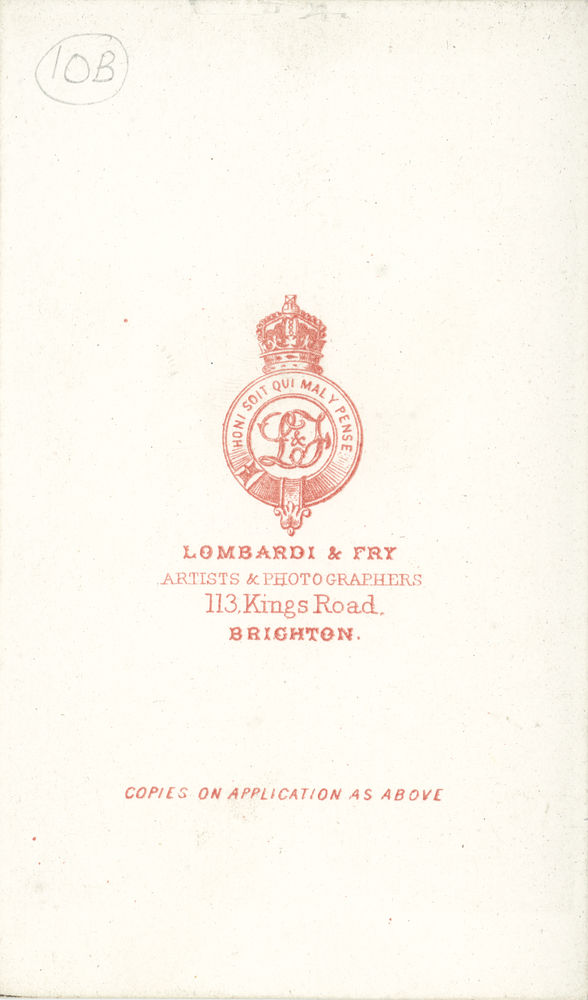 10B
HONI SOIT QUI MAL Y PENSE
L&F
LOMBARDI & FRY
ARTISTS & PHOTOGRAPHERS
113, Kings Road,
BRIGHTON.
COPIES ON APPLICATION AS ABOVE